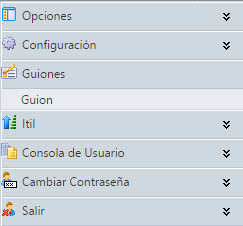 Opciones
Configuración
Guiones
Guion
Itil
Consola de Usuario
Cambiar Contraseña
Salir